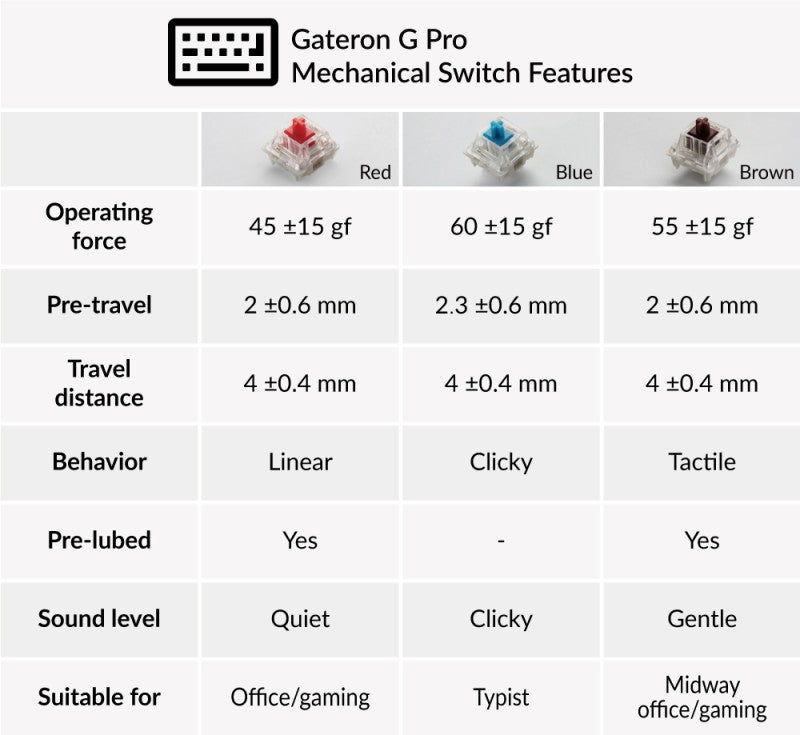 Gateron G Pro
Mechanical Switch Features
Red
Blue
Brown
Operating
force
45 ±15 gf
60 ±15 gf
55 ±15 gf
Pre-travel
2 ±0.6 mm
2.3 ±0.6 mm
2 ±0.6 mm
Travel
distance
4 ±0.4 mm
4 ±0.4 mm
4 ±0.4 mm
Behavior
Linear
Clicky
Tactile
Pre-lubed
Yes
-
Yes
Sound level
Quiet
Clicky
Gentle
Suitable for
Office/gaming
Typist
Midway
office/gaming